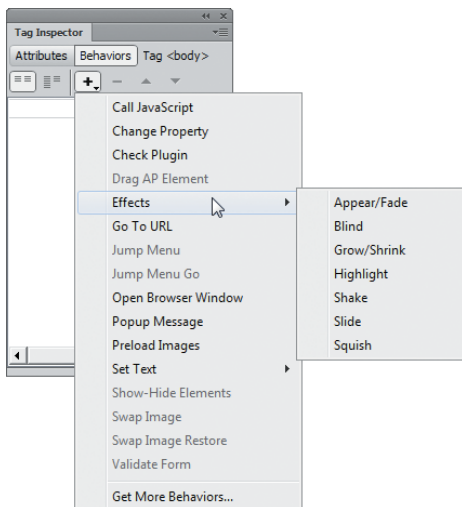 Tag Inspector
Attributes Behaviors Tag <body>
Call JavaScript
Change Property
Check Plugin
Drag AP Element
Effects
Go To URL
Jump Menu
Jump Menu Go
Open Browser Window
Popup Message
Preload Images
Set Text
Show-Hide Elements
Swap Image
Swap Image Restore
Validate Form
Get More Behaviors...
Appear/Fade
Blind
Grow/Shrink
Highlight
Shake
Slide
Squish